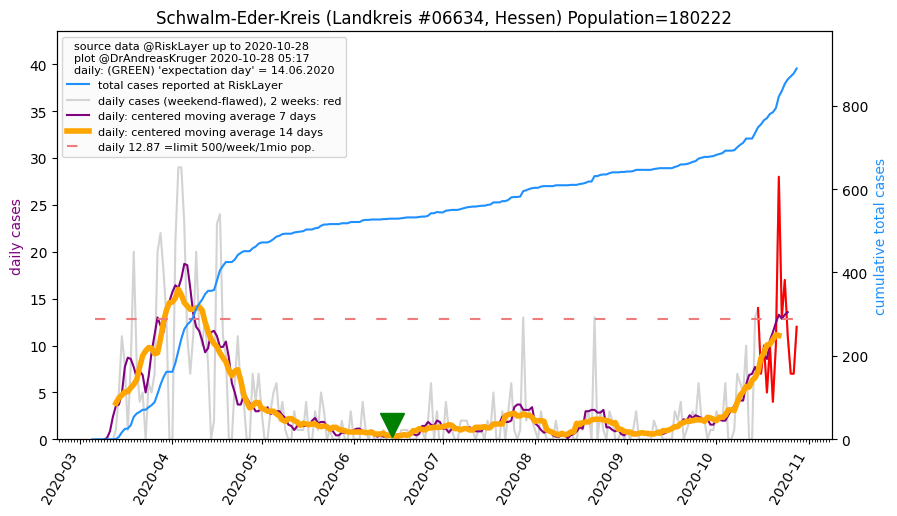 Schwalm-Eder-Kreis (Landkreis #06634, Hessen) Population=180222
source data @RiskLayer up to 2020-10-28
plot @DrAndreasKruger 2020-10-28 05:17
daily: (GREEN) 'expectation day' = 14.06.2020
total cases reported at RiskLayer
daily cases (weekend-flawed), 2 weeks: red
daily: centered moving average 7 days
daily: centered moving average 14 days
daily 12.87 =limit 500/week/1mio pop.
daily cases
40
35
30
25
20
15
10
5
0
cumulative total cases
800
600
400
200
0
2020-03
2020-04
2020-05
2020-06
2020-07
2020-08
2020-09
2020-10
2020-11